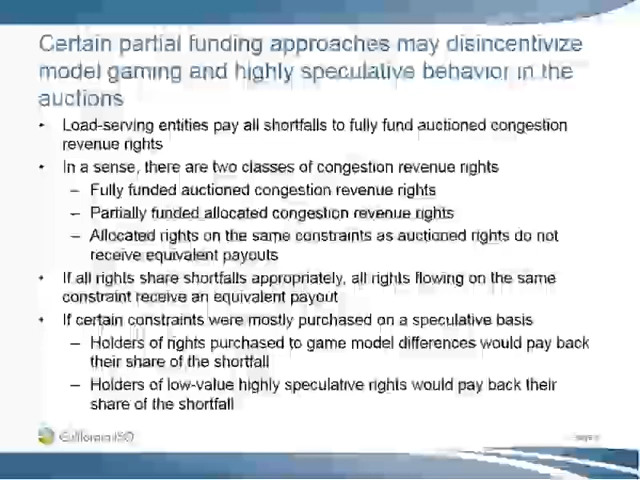 Certain partial funding approaches may disincentivize
model gaming and highly speculative behavior in the
auctions
• Load-serving entities pay all shortfalls to fully fund auctioned congestion
revenue rights
• In a sense, there are two classes of congestion revenue rights
– Fully funded auctioned congestion revenue rights
– Partially funded allocated congestion revenue rights
– Allocated rights on the same constraints as auctioned rights do not
receive equivalent payouts
• If all rights share shortfalls appropriately, all rights flowing on the same
constraint receive an equivalent payout
• If certain constraints were mostly purchased on a speculative basis
– Holders of rights purchased to game model differences would pay back
their share of the shortfall
– Holders of low-value highly speculative rights would pay back their
share of the shortfall
California ISO